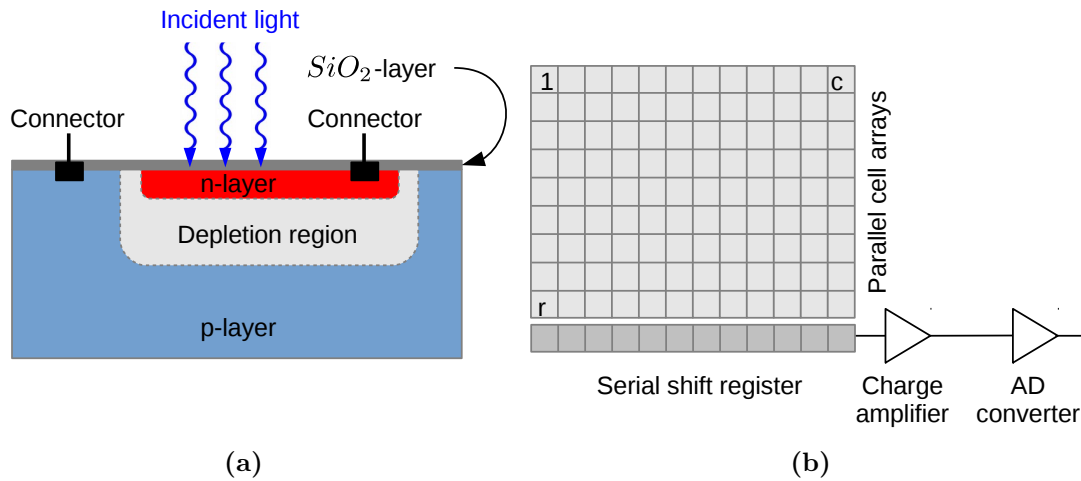 Incident light
SiO₂-layer
Connector
Connector
n-layer
Depletion region
p-layer
(a)
1
c
r
Parallel cell arrays
Serial shift register
Charge
amplifier
AD
converter
(b)